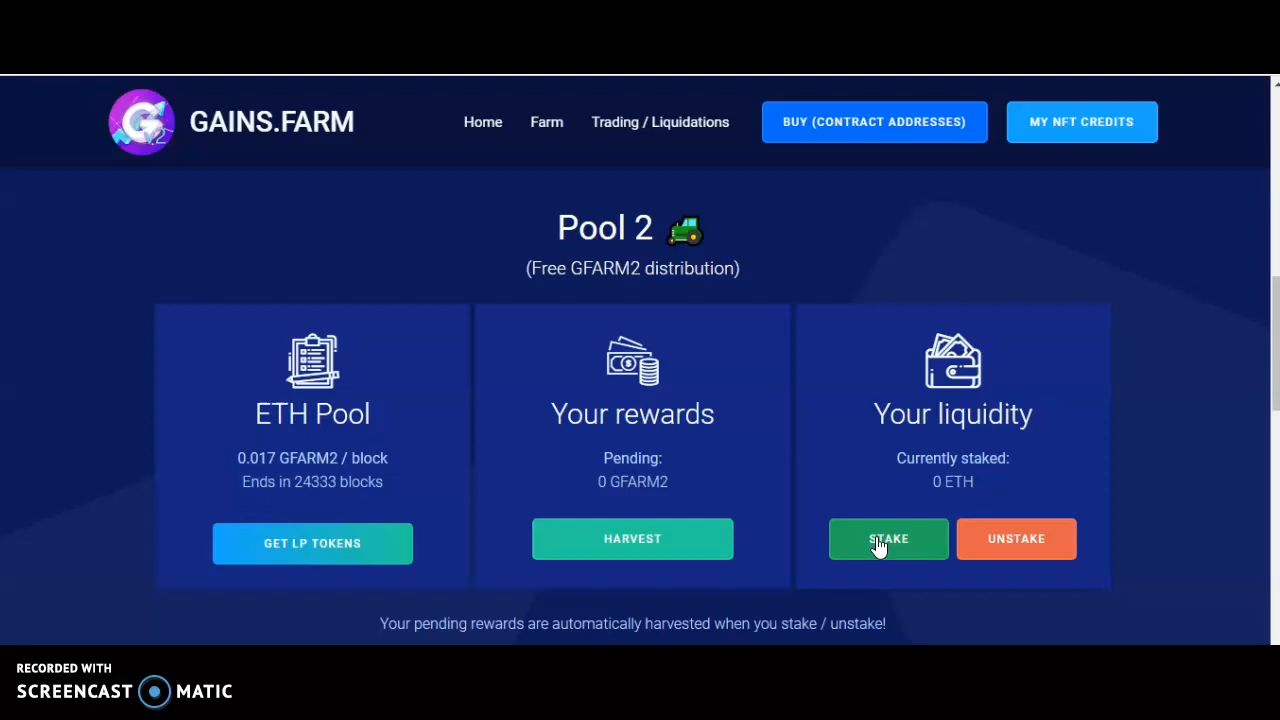 GAINS.FARM
Home Farm Trading / Liquidations BUY (CONTRACT ADDRESSES) MY NFT CREDITS
Pool 2
(Free GFARM2 distribution)
ETH Pool
0.017 GFARM2 / block
Ends in 24333 blocks
GET LP TOKENS
Your rewards
Pending:
0 GFARM2
HARVEST
Your liquidity
Currently staked:
0 ETH
STAKE UNSTAKE
Your pending rewards are automatically harvested when you stake / unstake!
RECORDED WITH
SCREENCAST MATIC